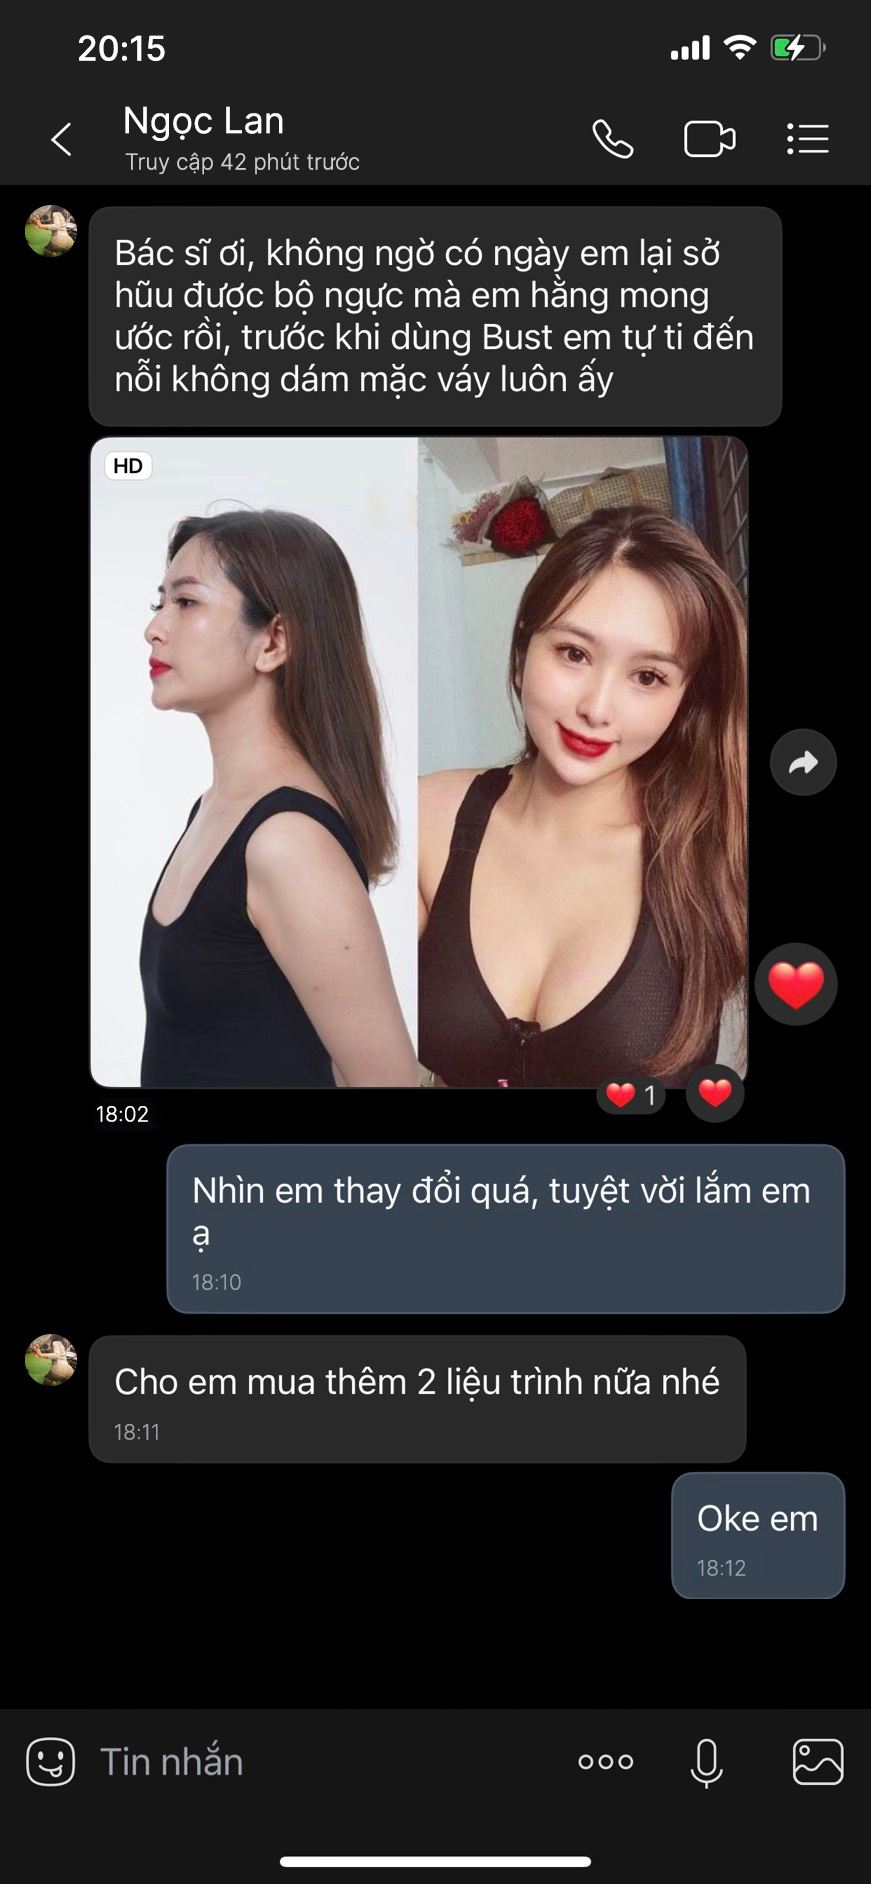 20:15
Ngọc Lan
Truy cập 42 phút trước
Bác sĩ ơi, không ngờ có ngày em lại sở
hũu được bộ ngực mà em hằng mong
ước rồi, trước khi dùng Bust em tự ti đến
nỗi không dám mặc váy luôn ấy
HD
1
18:02
Nhìn em thay đổi quá, tuyệt vời lắm em
ạ
18:10
Cho em mua thêm 2 liệu trình nữa nhé
18:11
Oke em
18:12
Tin nhắn